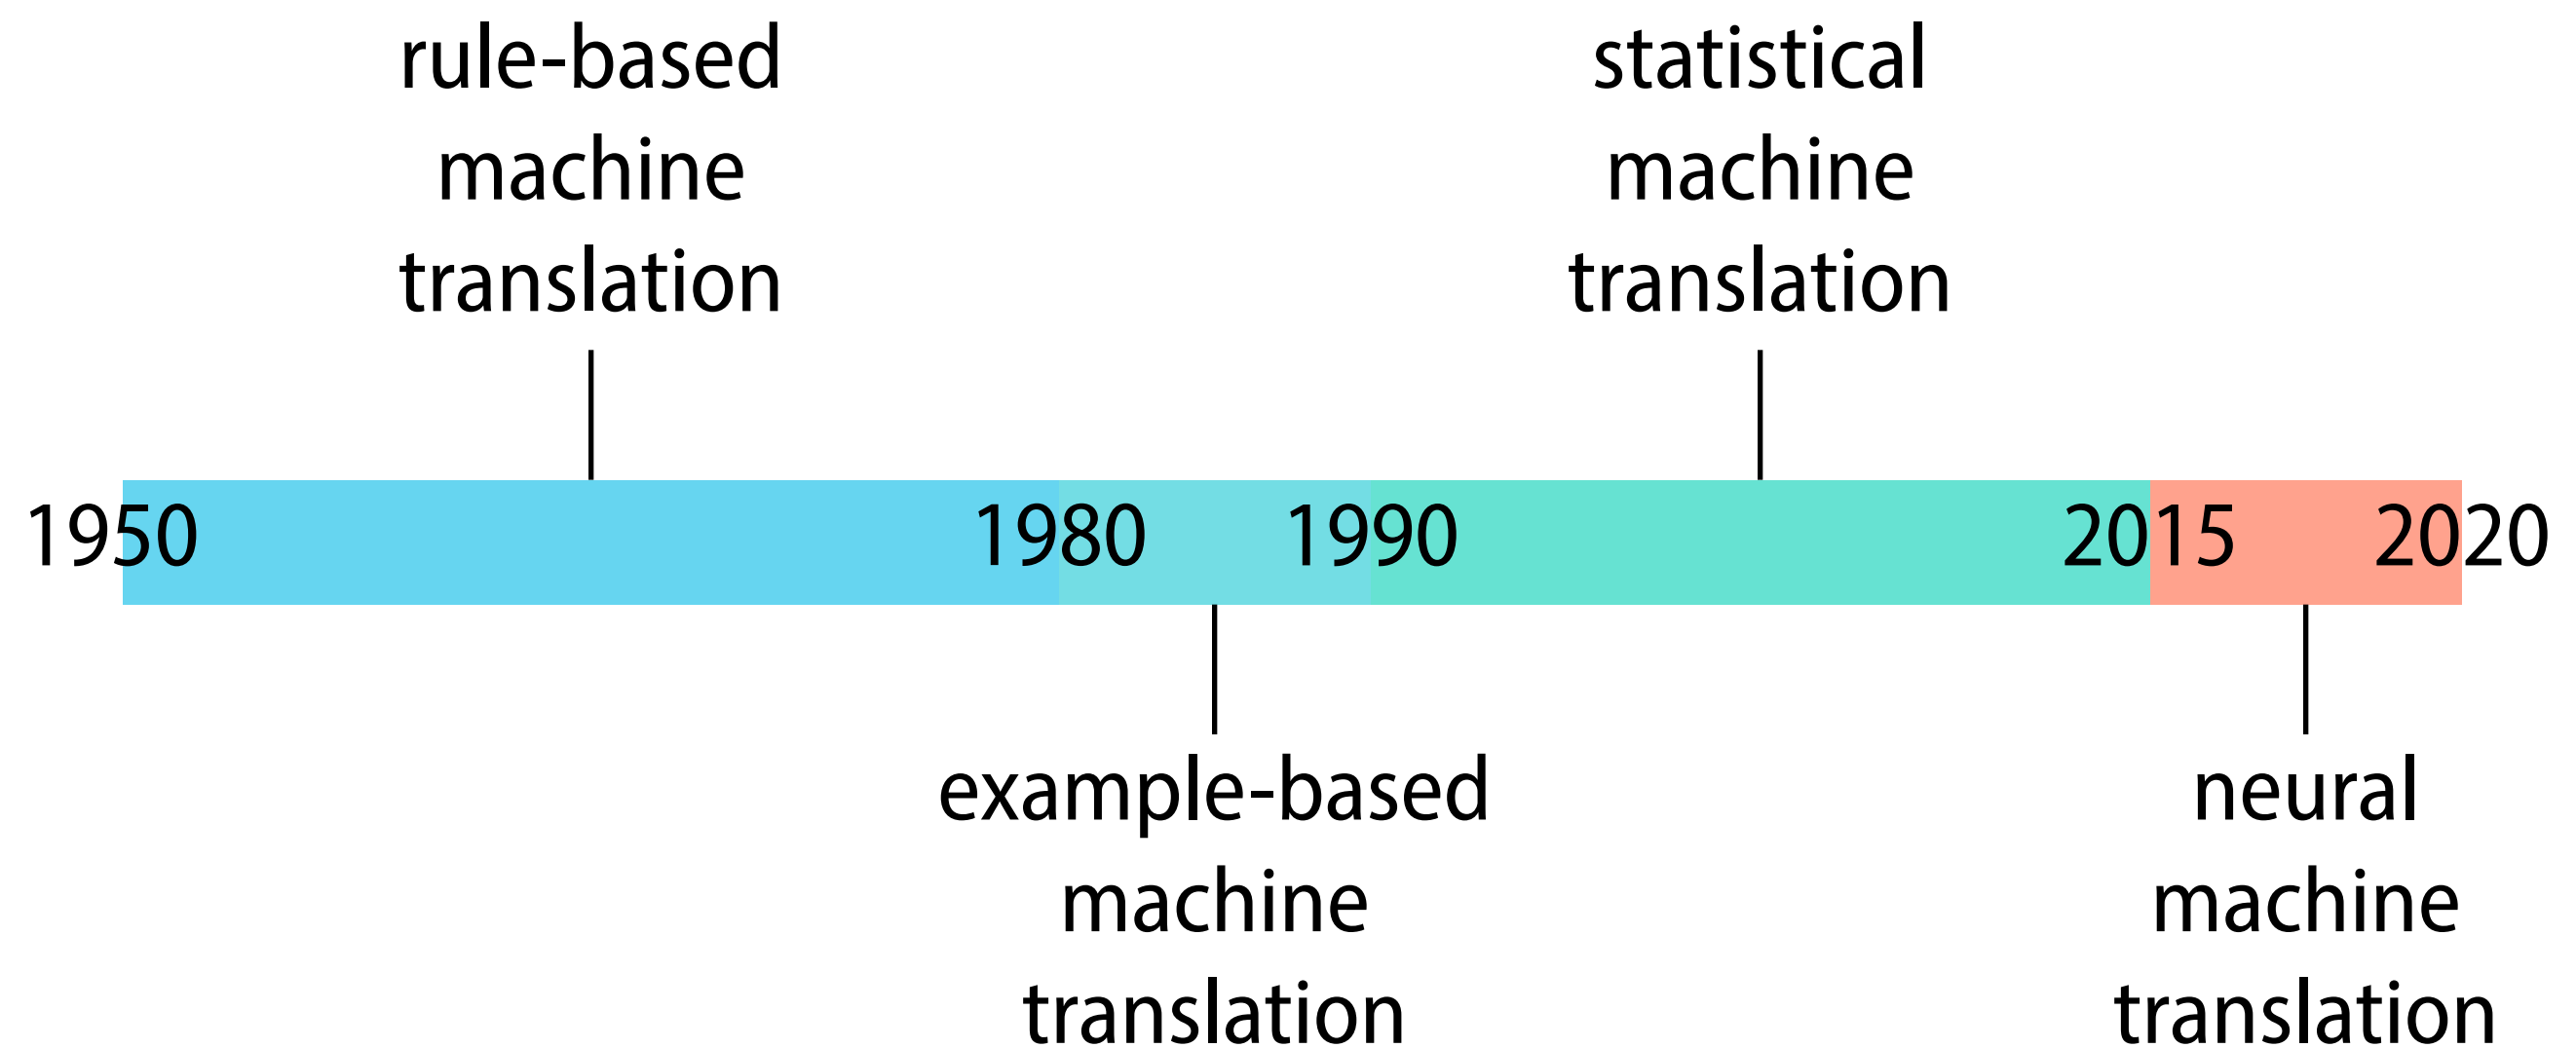 rule-based
machine
translation
statistical
machine
translation
1950
1980
1990
2015
2020
example-based
machine
translation
neural
machine
translation